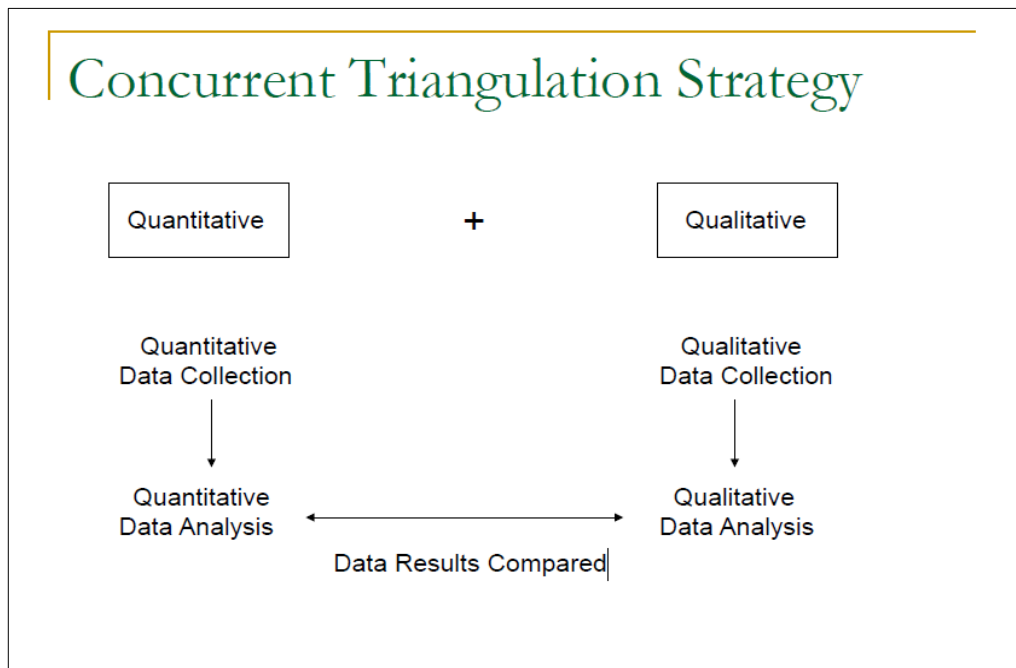 Concurrent Triangulation Strategy
Quantitative
+
Qualitative
Quantitative
Data Collection
Qualitative
Data Collection
Quantitative
Data Analysis
Qualitative
Data Analysis
Data Results Compared